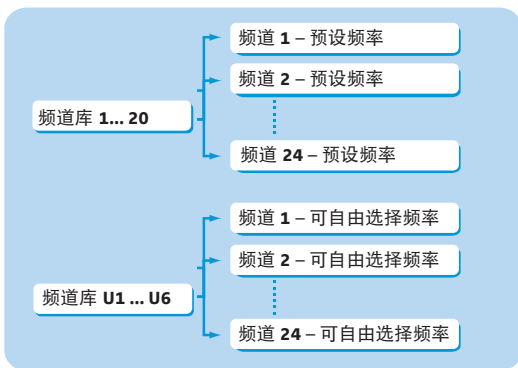 频道 1 – 预设频率
频道 2 – 预设频率
频道库 1... 20
频道 24 – 预设频率
频道 1 – 可自由选择频率
频道 2 – 可自由选择频率
频道库 U1 ... U6
频道 24 – 可自由选择频率